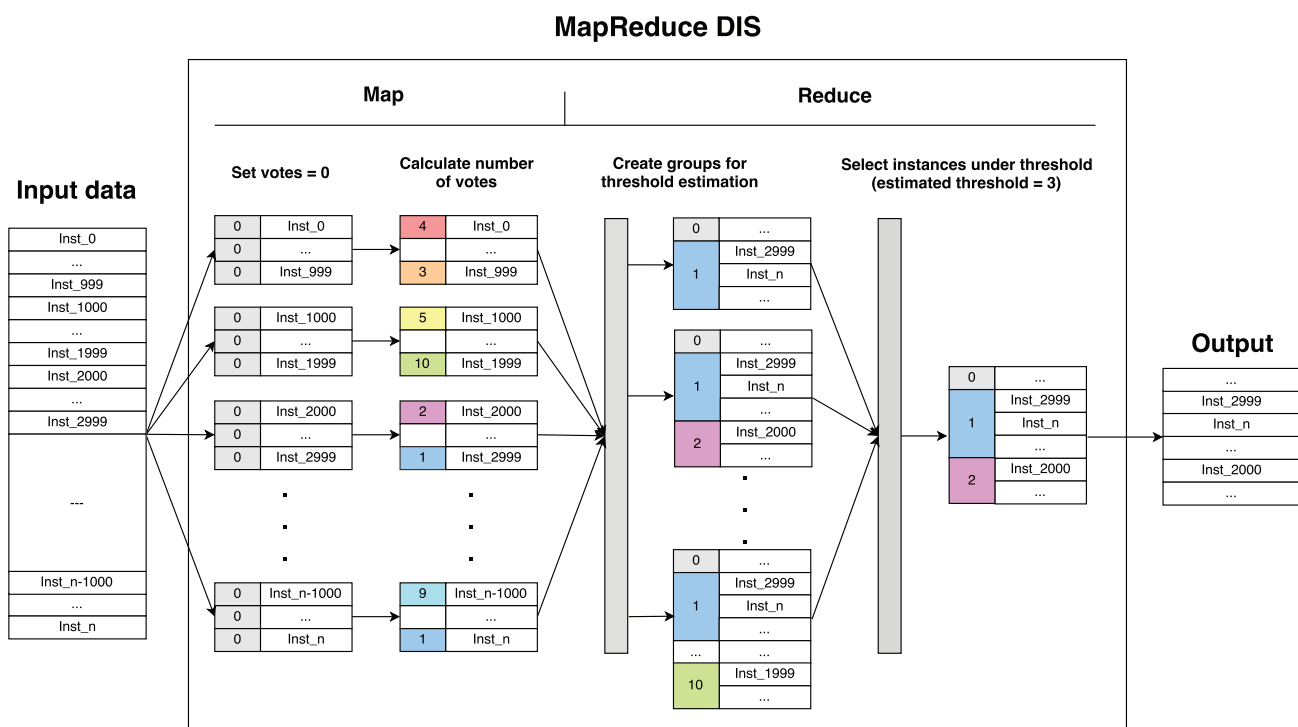 MapReduce DIS
Map
Reduce
Set votes = 0
Calculate number
of votes
Create groups for
threshold estimation
Select instances under threshold
(estimated threshold = 3)
Input data
Inst_0
...
Inst_999
Inst_1000
...
Inst_1999
Inst_2000
...
Inst_2999
---
Inst_n-1000
...
Inst_n
0 Inst_0
0 ...
0 Inst_999
0 Inst_1000
0 ...
0 Inst_1999
0 Inst_2000
0 ...
0 Inst_2999
0 Inst_n-1000
0 ...
0 Inst_n
4 Inst_0
...
3 Inst_999
5 Inst_1000
...
10 Inst_1999
2 Inst_2000
...
1 Inst_2999
9 Inst_n-1000
...
1 Inst_n
0 ...
Inst_2999
1 Inst_n
...
0 ...
Inst_2999
1 Inst_n
...
2 Inst_2000
...
0 ...
Inst_2999
1 Inst_n
...
... ...
10 Inst_1999
...
0 ...
Inst_2999
1 Inst_n
...
2 Inst_2000
...
Output
...
Inst_2999
Inst_n
...
Inst_2000
...